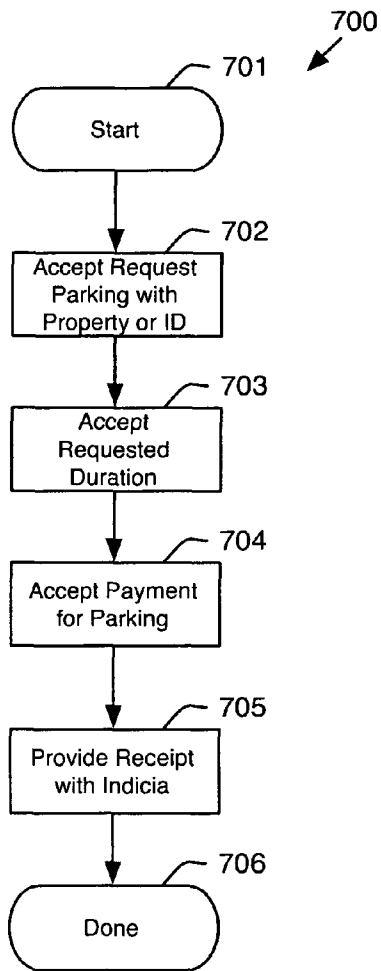 700
701
Start
702
Accept Request
Parking with
Property or ID
703
Accept
Requested
Duration
704
Accept Payment
for Parking
705
Provide Receipt
with Indicia
706
Done